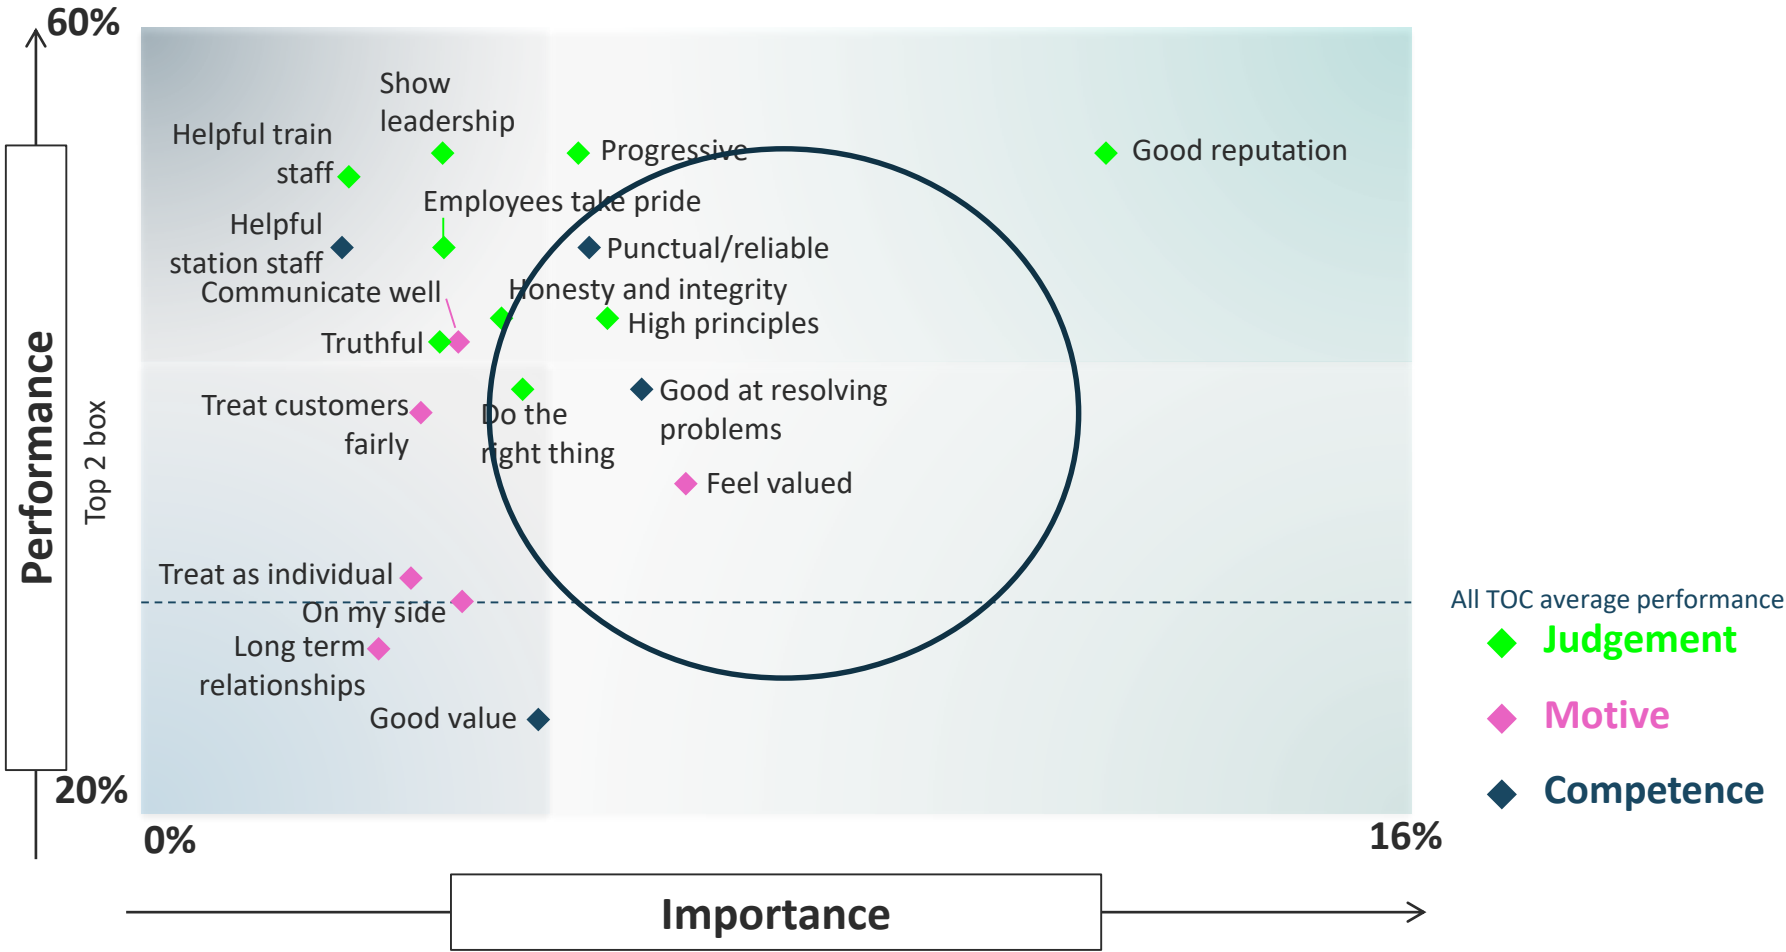 60%
Show
leadership
Helpful train
staff
Progressive
Good reputation
Employees take pride
Helpful
station staff
Punctual/reliable
Communicate well
Honesty and integrity
High principles
Truthful
Performance
Top 2 box
Treat customers
fairly
Do the
right thing
Good at resolving
problems
Feel valued
Treat as individual
On my side
All TOC average performance
Long term
relationships
Good value
Judgement
Motive
Competence
20%
0%
16%
Importance